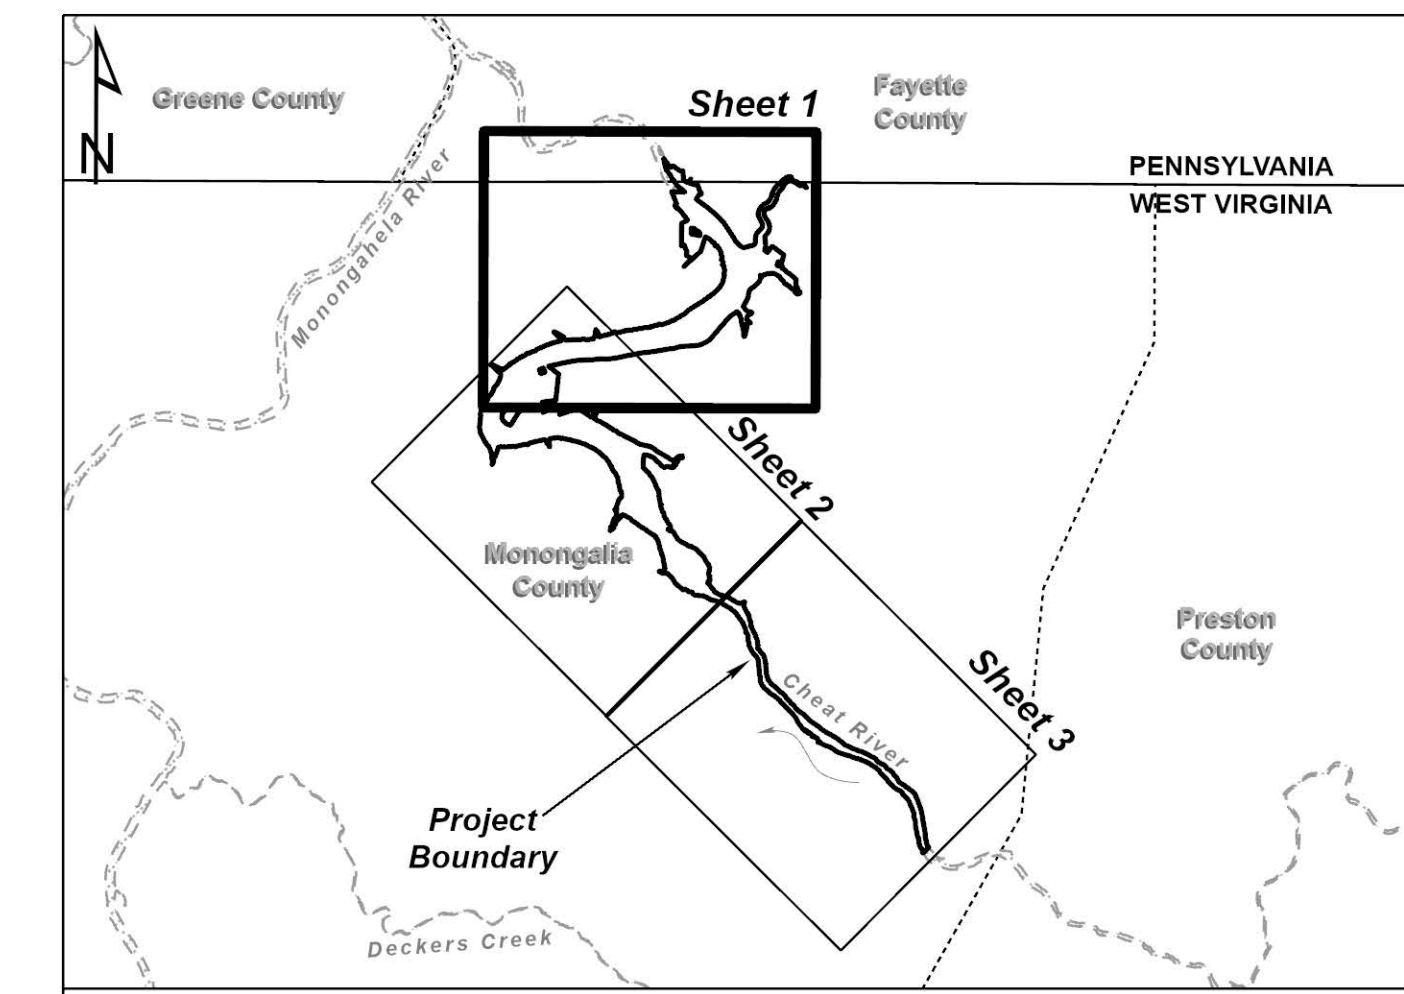 Sheet 1
Fayette
County
Greene County
N
PENNSYLVANIA
WEST VIRGINIA
Monongahela River
Sheet 2
Monongalia
County
Preston
County
Sheet 3
Cheat River
Project
Boundary
Deckers Creek